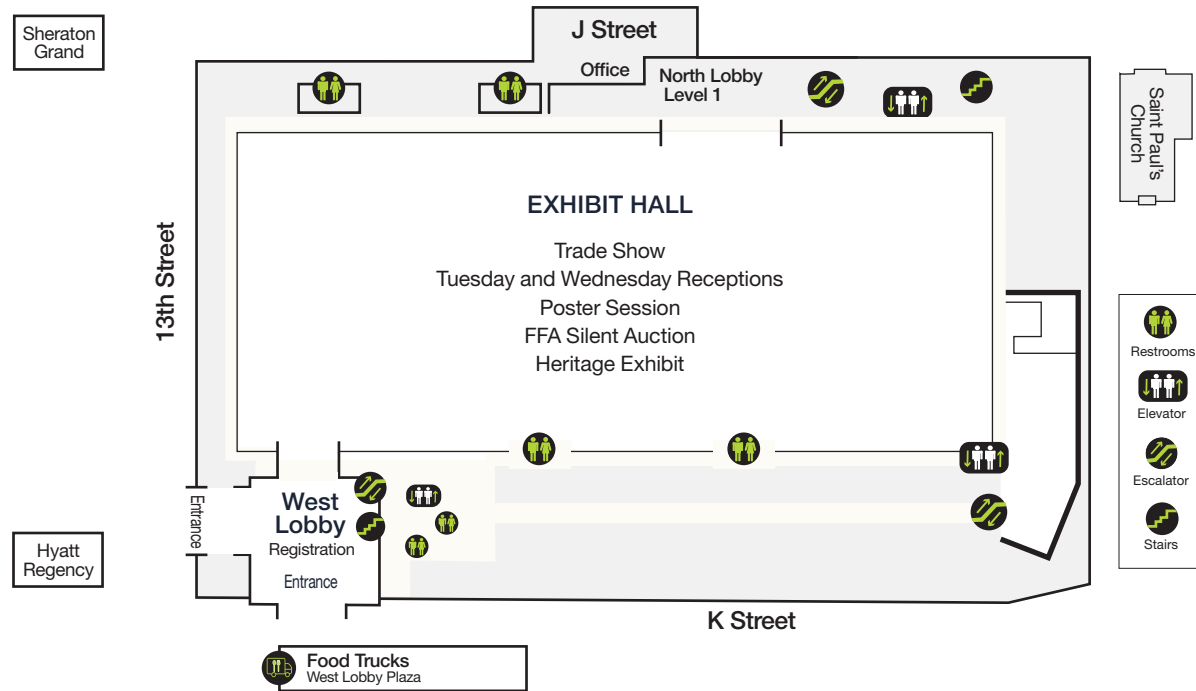 Sheraton
Grand
J Street
Office
North Lobby
Level 1
Saint Paul's
Church
13th Street
EXHIBIT HALL
Trade Show
Tuesday and Wednesday Receptions
Poster Session
FFA Silent Auction
Heritage Exhibit
Restrooms
Elevator
Escalator
Stairs
Entrance
West
Lobby
Registration
Entrance
Hyatt
Regency
K Street
Food Trucks
West Lobby Plaza